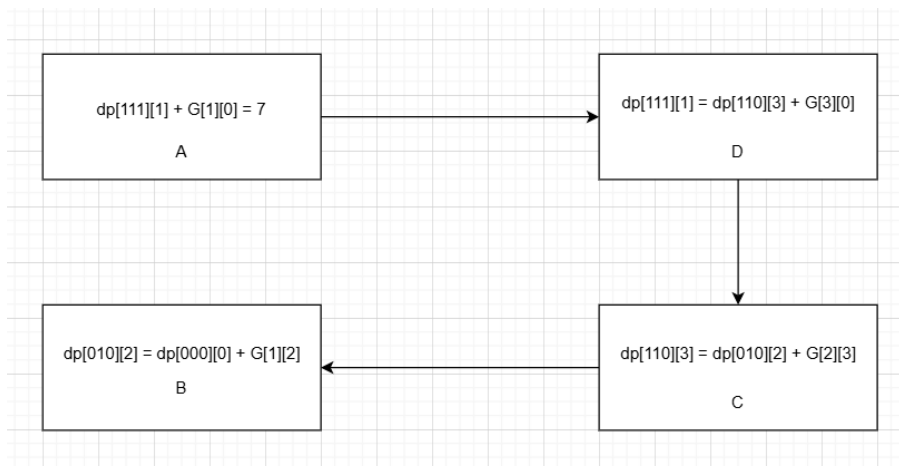 dp[111][1] + G[1][0] = 7
A
dp[111][1] = dp[110][3] + G[3][0]
D
dp[010][2] = dp[000][0] + G[1][2]
B
dp[110][3] = dp[010][2] + G[2][3]
C